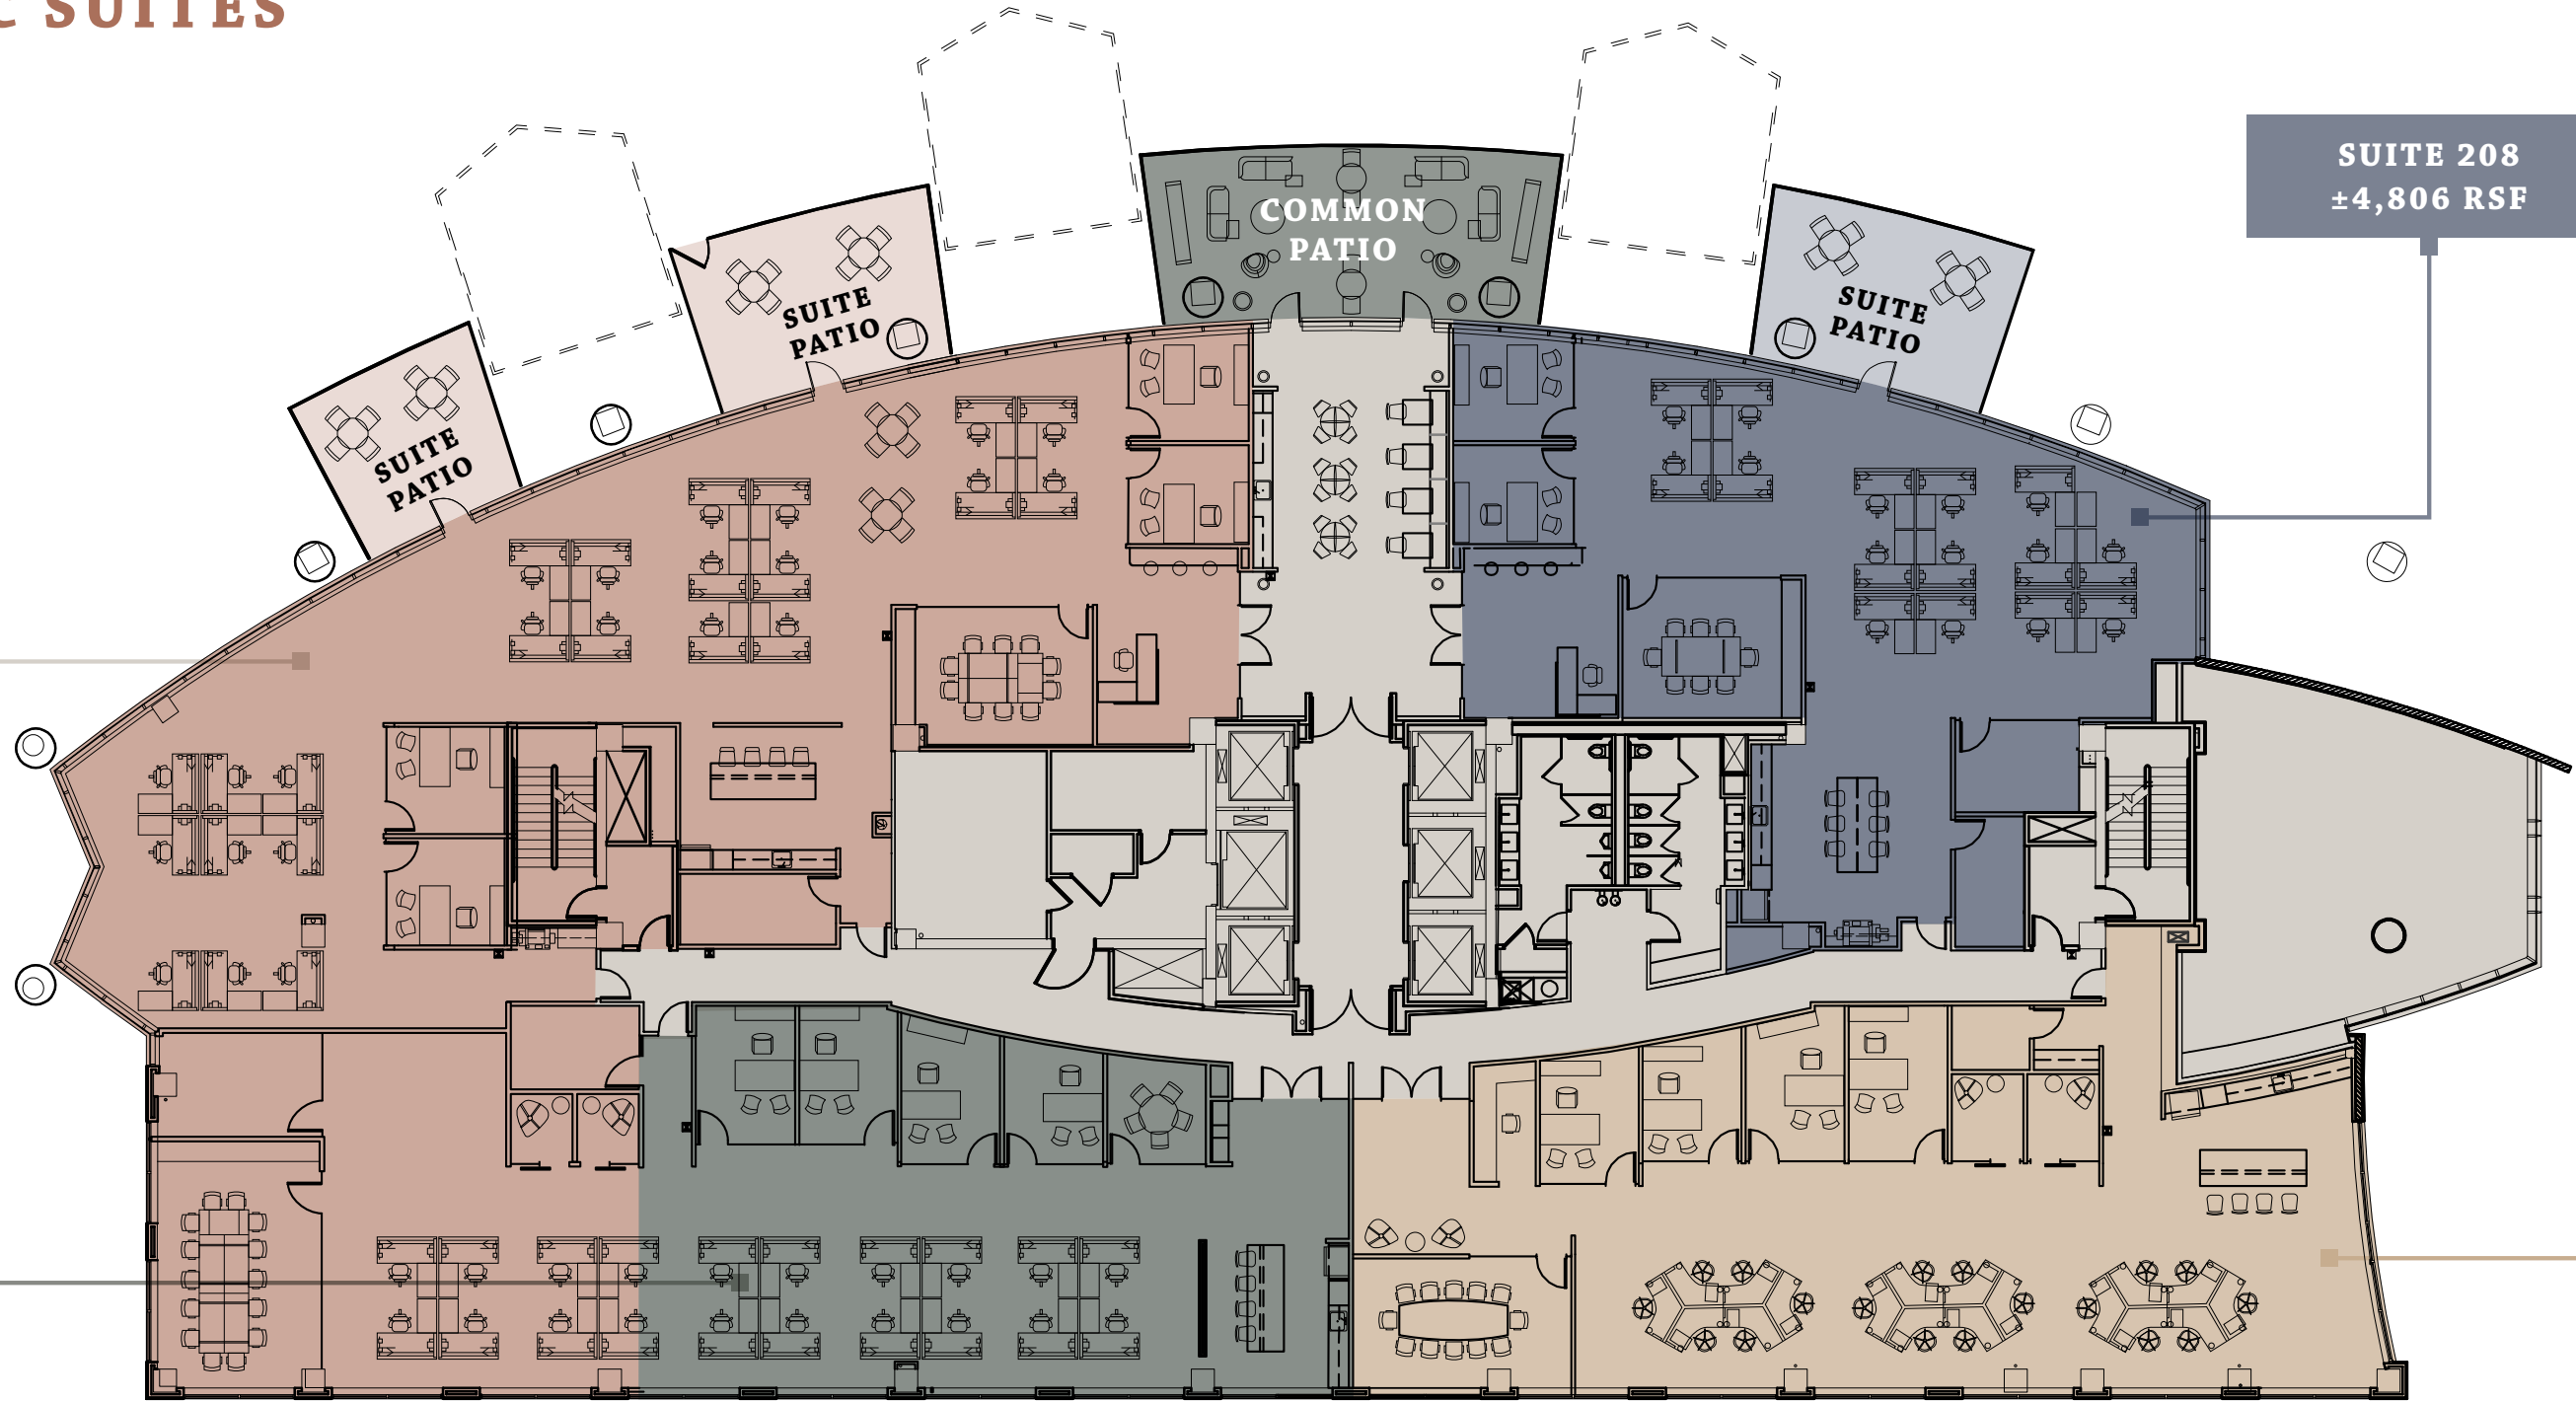 C SUITES
SUITE 208
±4,806 RSF
COMMON
PATIO
SUITE
PATIO
SUITE
PATIO
SUITE
PATIO